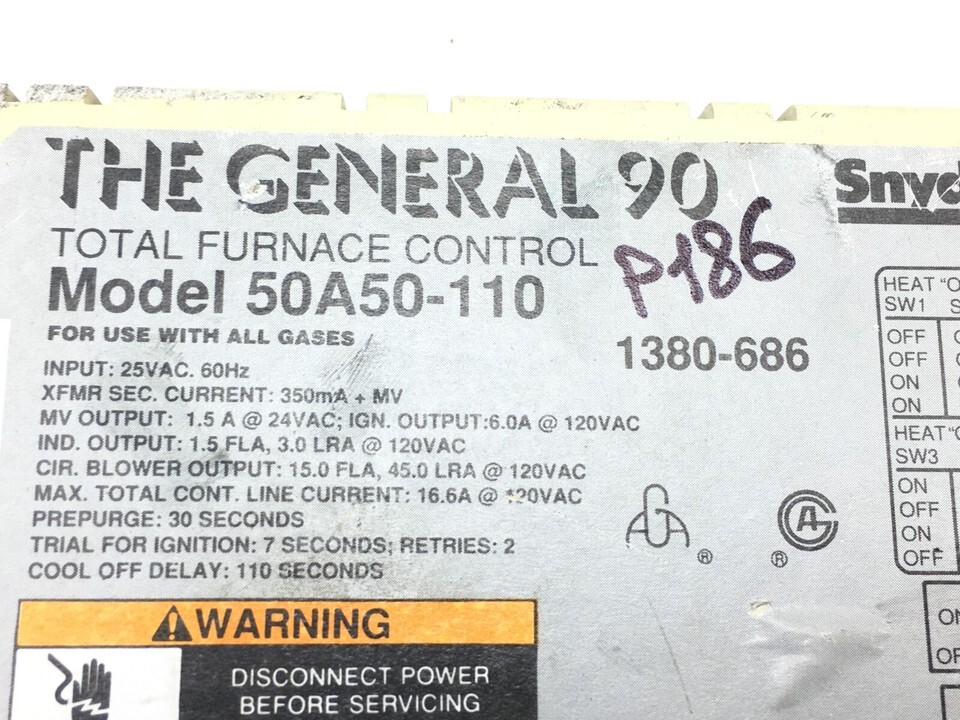 THE GENERAL 90
TOTAL FURNACE CONTROL
Model 50A50-110
P186
FOR USE WITH ALL GASES
1380-686
INPUT: 25VAC. 60Hz
XFMR SEC. CURRENT: 350mA + MV
MV OUTPUT: 1.5 A @ 24VAC; IGN. OUTPUT:6.0A @ 120VAC
IND. OUTPUT: 1.5 FLA, 3.0 LRA @ 120VAC
CIR. BLOWER OUTPUT: 15.0 FLA, 45.0 LRA @ 120VAC
MAX. TOTAL CONT. LINE CURRENT: 16.6A @ 120VAC
PREPURGE: 30 SECONDS
TRIAL FOR IGNITION: 7 SECONDS; RETRIES: 2
COOL OFF DELAY: 110 SECONDS
WARNING
DISCONNECT POWER
BEFORE SERVICING
HEAT
SW1
OFF
OFF
ON
ON
HEAT
SW3
ON
OFF
ON
OFF